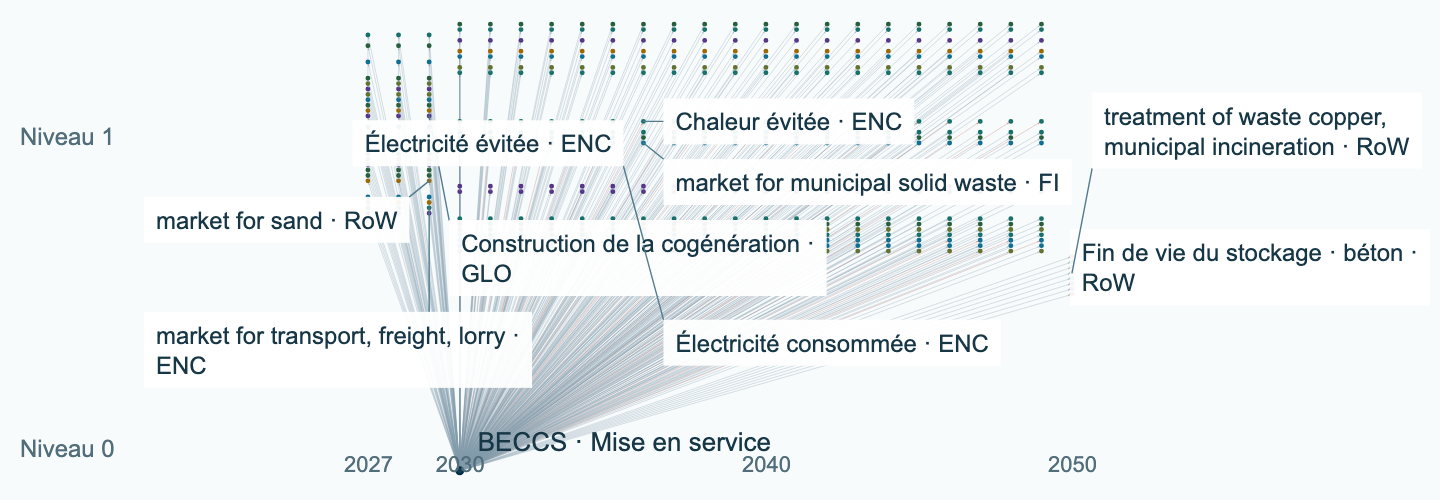 Niveau 1
Chaleur évitée · ENC
treatment of waste copper,
municipal incineration · RoW
Électricité évitée · ENC
market for municipal solid waste · FI
market for sand · RoW
Construction de la cogénération ·
GLO
Fin de vie du stockage · béton ·
RoW
market for transport, freight, lorry ·
ENC
Électricité consommée · ENC
Niveau 0
BECCS · Mise en service
2027
2030
2040
2050